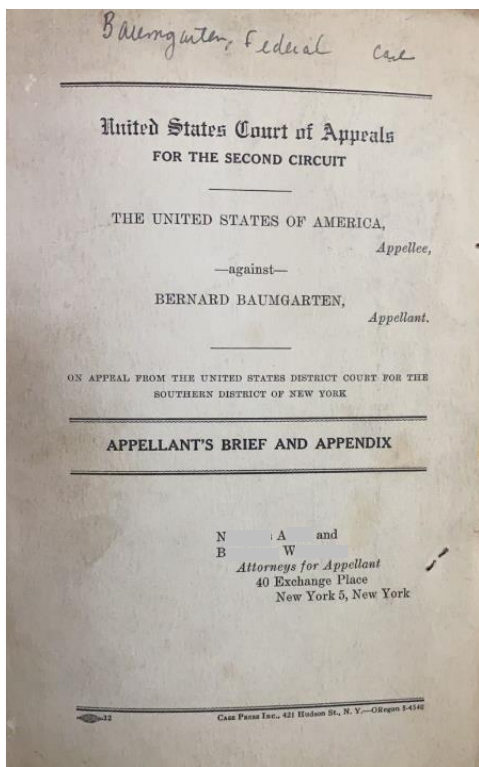 Baumgarten, Federal Case
United States Court of Appeals
FOR THE SECOND CIRCUIT
THE UNITED STATES OF AMERICA,
Appellee,
—against—
BERNARD BAUMGARTEN,
Appellant.
ON APPEAL FROM THE UNITED STATES DISTRICT COURT FOR THE
SOUTHERN DISTRICT OF NEW YORK
APPELLANT'S BRIEF AND APPENDIX
N A and
B W
Attorneys for Appellant
40 Exchange Place
New York 5, New York
CASE PRESS INC., 421 Hudson St., N. Y.—ORegon 5-4540